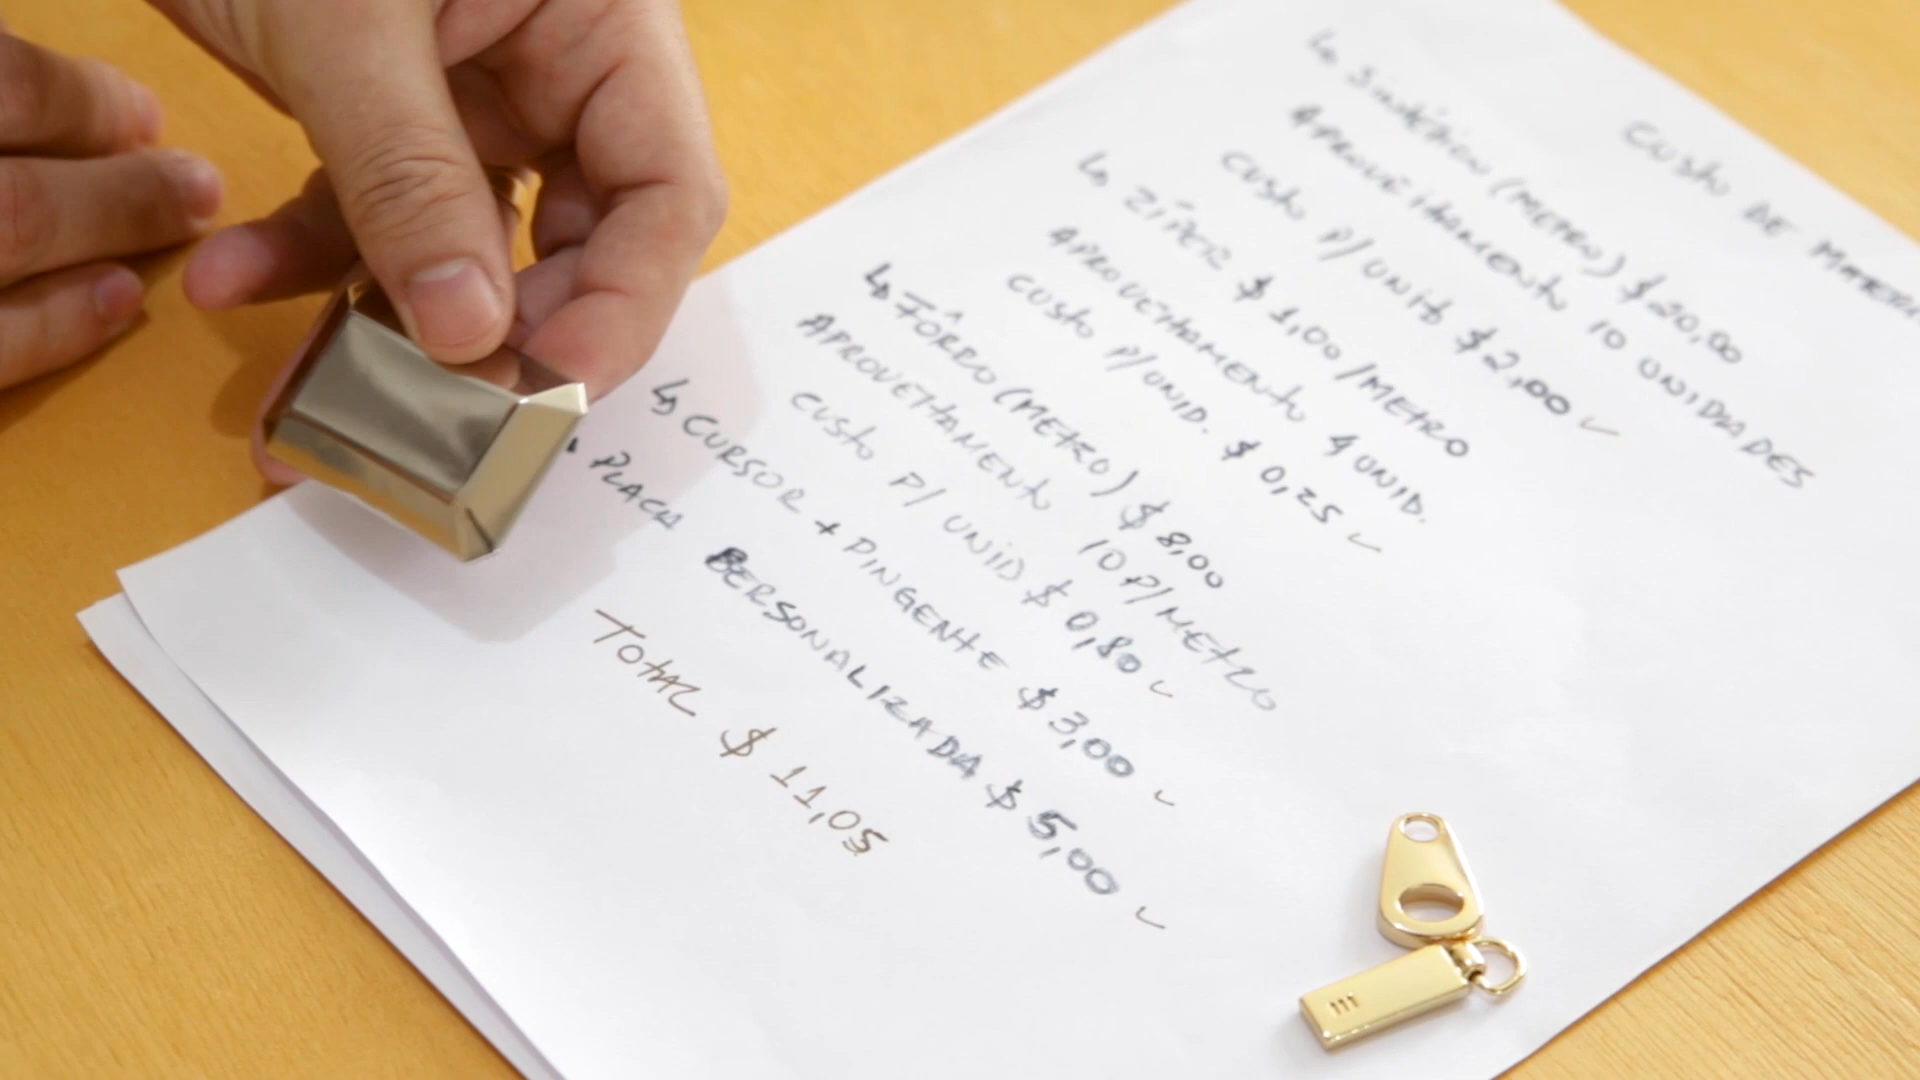 CUSTO DE MATERI
↳ Sintético (METRO) $ 20,00
APROVEITAMENTO 10 UNIDADES
CUSTO P/ UNID $ 2,00 ✓
↳ ZÍPER $ 1,00 / METRO
APROVEITAMENTO 4 UNID.
CUSTO P/ UNID. $ 0,25 ✓
↳ FÔRRO (METRO) $ 8,00
APROVEITAMENTO 10 P/ METRO
CUSTO P/ UNID $ 0,80 ✓
↳ CURSOR + PINGENTE $ 3,00 ✓
PLACA PERSONALIZADA $ 5,00 ✓
TOTAL $ 11,05